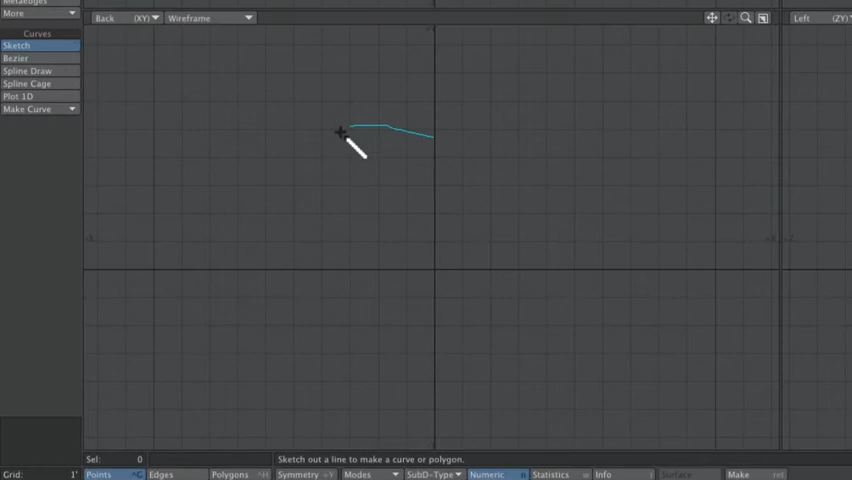 Metaedges
More
Back (XY) Wireframe
Left (ZY)
Curves
Sketch
Bezier
Spline Draw
Spline Cage
Plot 1D
Make Curve
Sel: 0
Sketch out a line to make a curve or polygon.
Grid: 1'
Points ^G Edges Polygons ^H Symmetry +Y Modes SubD-Type Numeric n Statistics w Info i Surface Make ret